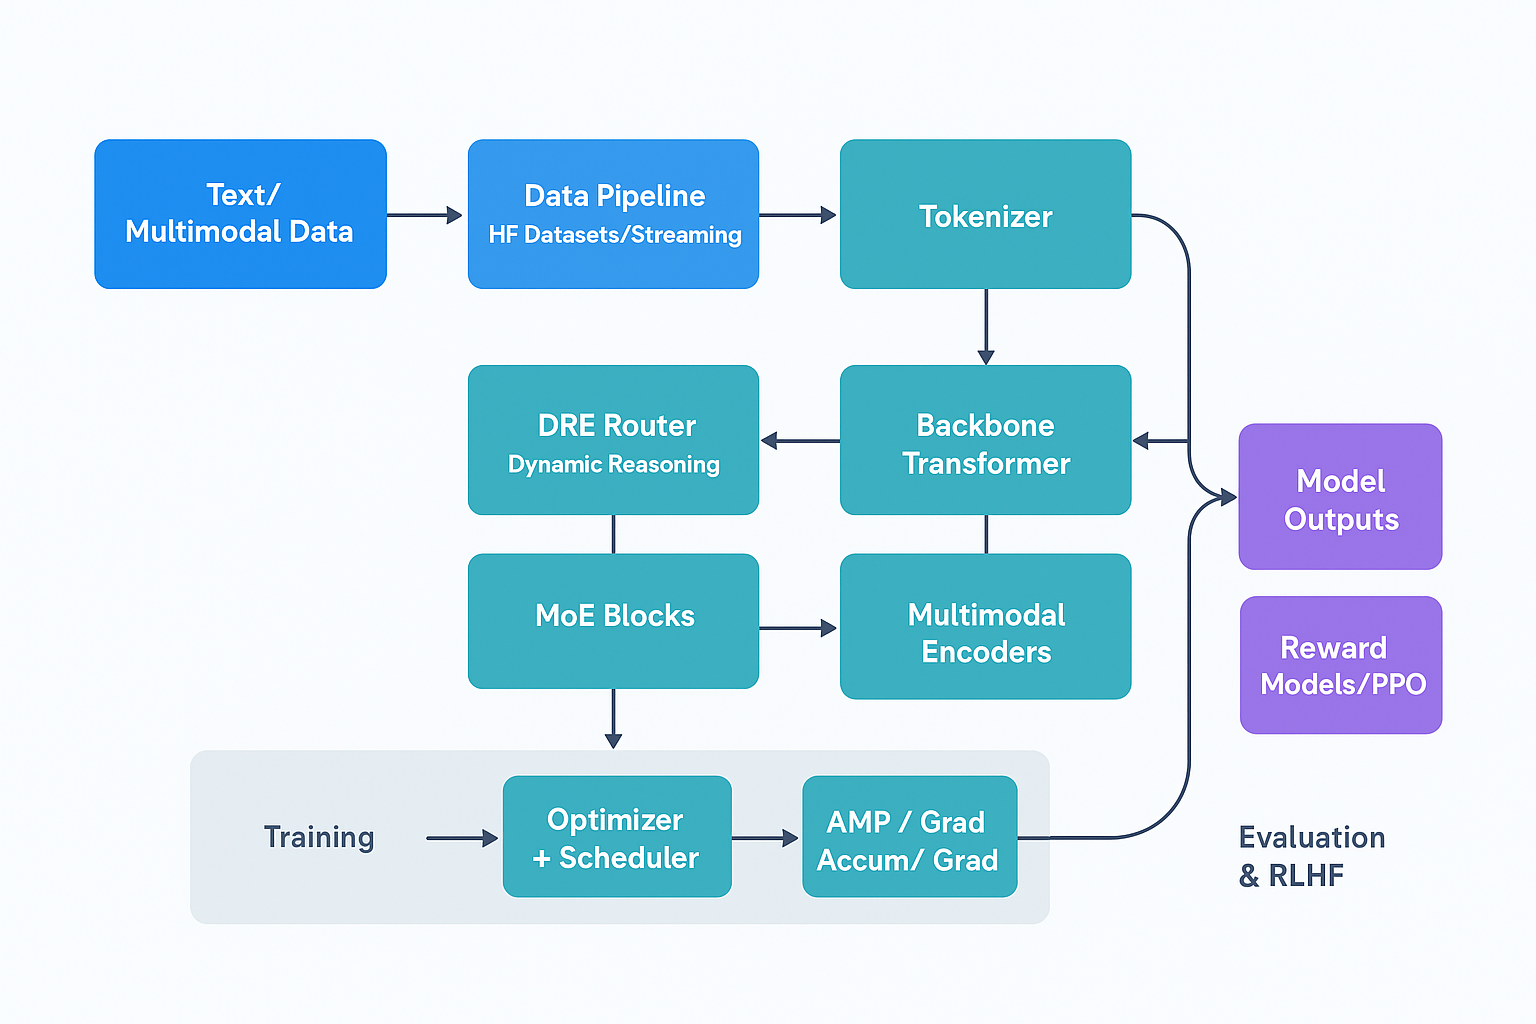 Text/
Multimodal Data
Data Pipeline
HF Datasets/Streaming
Tokenizer
DRE Router
Dynamic Reasoning
Backbone
Transformer
Model
Outputs
MoE Blocks
Multimodal
Encoders
Reward
Models/PPO
Training
Optimizer
+ Scheduler
AMP / Grad
Accum/ Grad
Evaluation
& RLHF